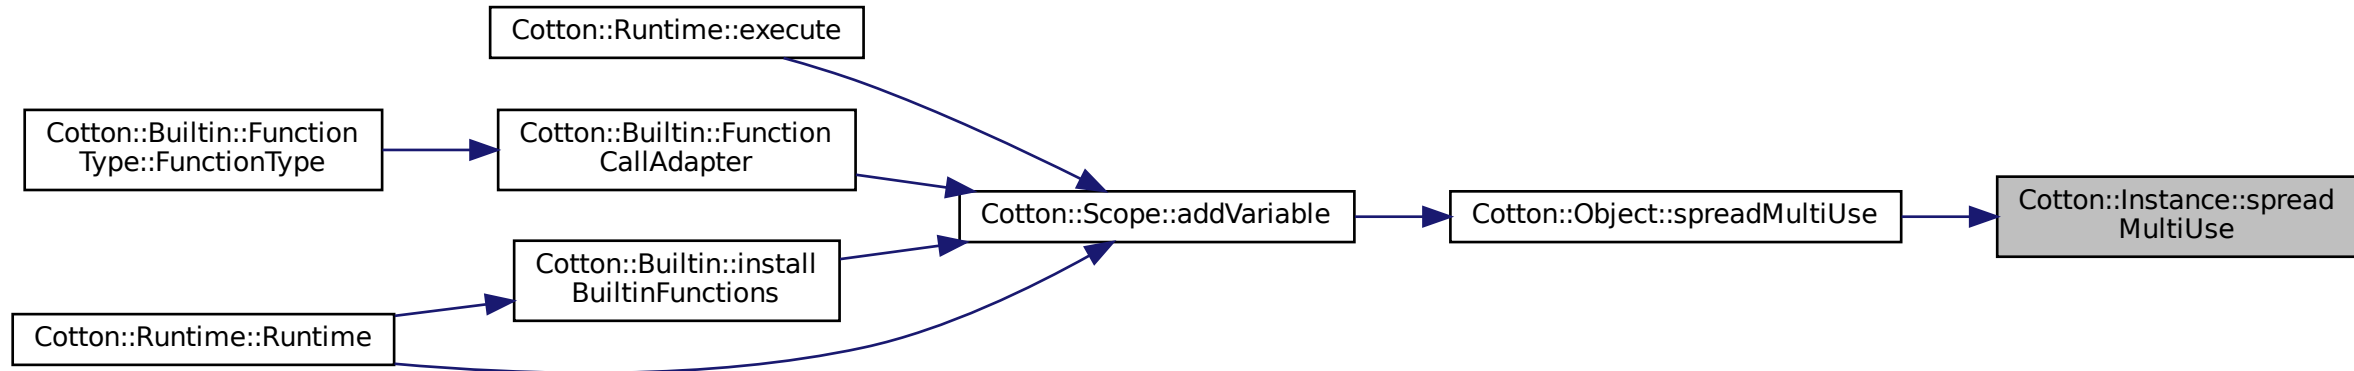 Cotton::Runtime::execute
Cotton::Builtin::Function
Type::FunctionType
Cotton::Builtin::Function
CallAdapter
Cotton::Builtin::install
BuiltinFunctions
Cotton::Runtime::Runtime
Cotton::Scope::addVariable
Cotton::Object::spreadMultiUse
Cotton::Instance::spread
MultiUse